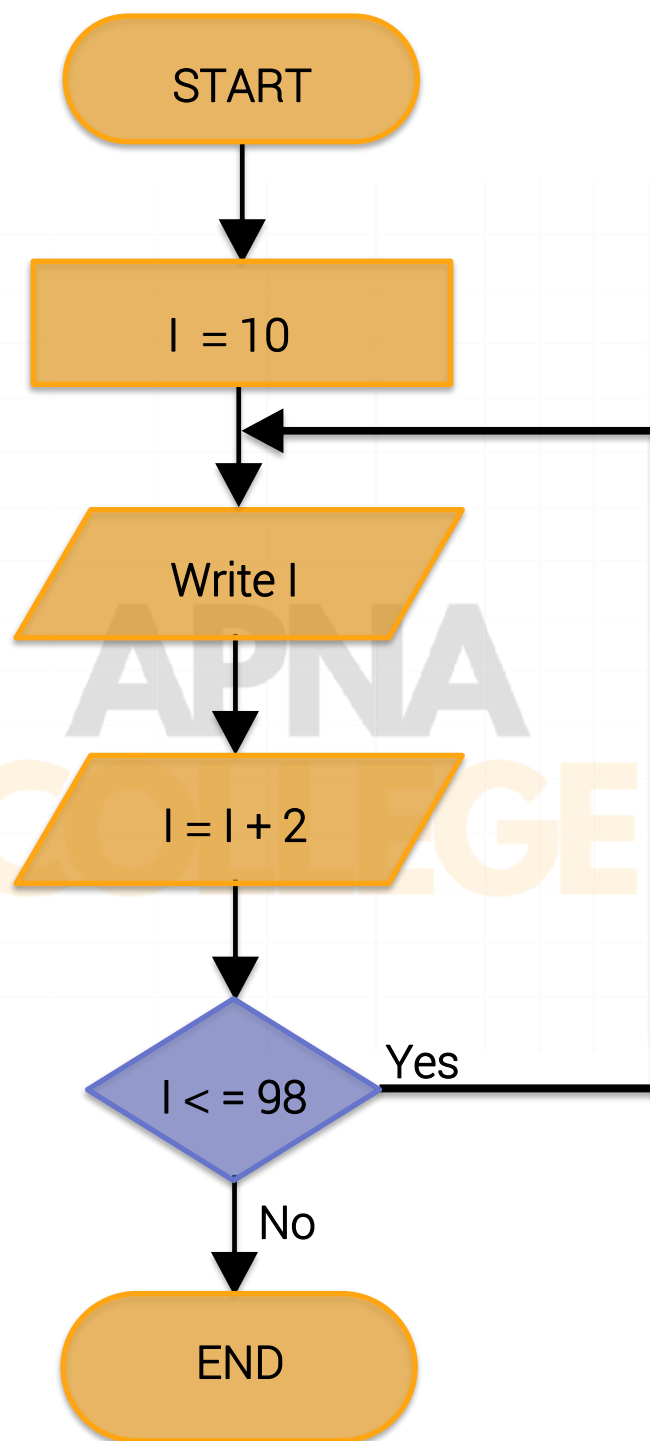 START
I = 10
Write I
APNA
COLLEGE
I = I + 2
I < = 98
Yes
No
END